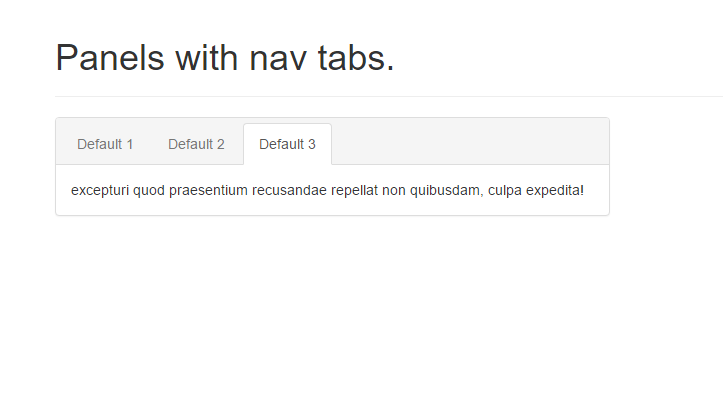 Panels with nav tabs.
Default 1 Default 2 Default 3
excepturi quod praesentium recusandae repellat non quibusdam, culpa expedita!